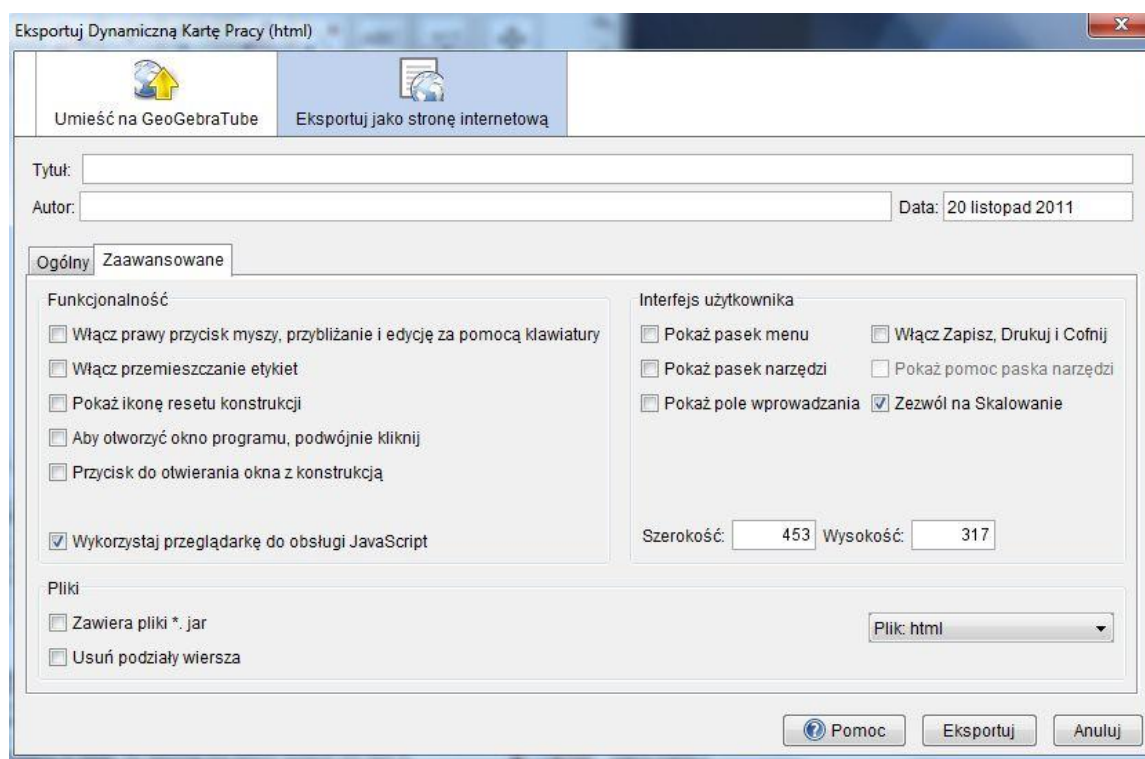 Eksportuj Dynamiczną Kartę Pracy (html)
Umieść na GeoGebraTube
Eksportuj jako stronę internetową
Tytuł:
Autor:
Data: 20 listopad 2011
Ogólny
Zaawansowane
Funkcjonalność
Włącz prawy przycisk myszy, przybliżanie i edycję za pomocą klawiatury
Włącz przemieszczanie etykiet
Pokaż ikonę resetu konstrukcji
Aby otworzyć okno programu, podwójnie kliknij
Przycisk do otwierania okna z konstrukcją
Wykorzystaj przeglądarkę do obsługi JavaScript
Interfejs użytkownika
Pokaż pasek menu
Włącz Zapisz, Drukuj i Cofnij
Pokaż pasek narzędzi
Pokaż pomoc paska narzędzi
Pokaż pole wprowadzania
Zezwól na Skalowanie
Szerokość: 453 Wysokość: 317
Pliki
Zawiera pliki *. jar
Usuń podziały wiersza
Plik: html
Pomoc
Eksportuj
Anuluj